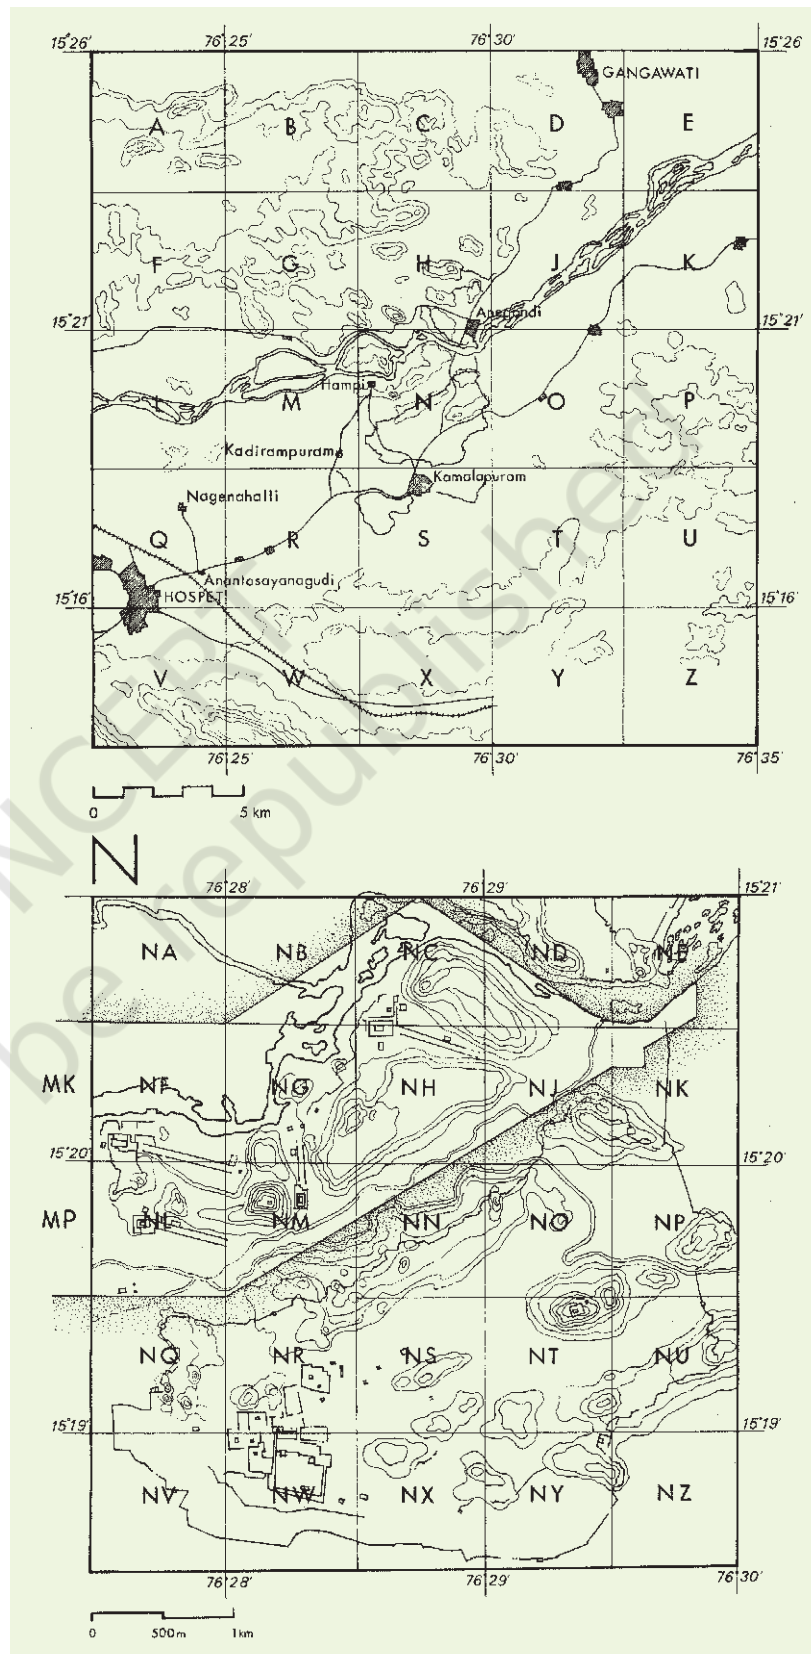 76°25' 76°30'
15°26' 15°26'
GANGAWATI
A B C D E
F G H J K
15°21' Anegondi 15°21'
Hampi
L M N O P
Kadirampuram
Kamalapuram
Nagenahalli
Q R S T U
Anantasayanagudi
15°16' HOSPET 15°16'
V W X Y Z
76°25' 76°30' 76°35'
0 5 km
N
76°28' 76°29' 15°21'
NA NB NC ND NE
MK NF NG NH NJ NK
15°20' 15°20'
MP NL NM NN NO NP
NQ NR NS NT NU
15°19' 15°19'
NV NW NX NY NZ
76°28' 76°29' 76°30'
0 500m 1km
NCERT
be republished